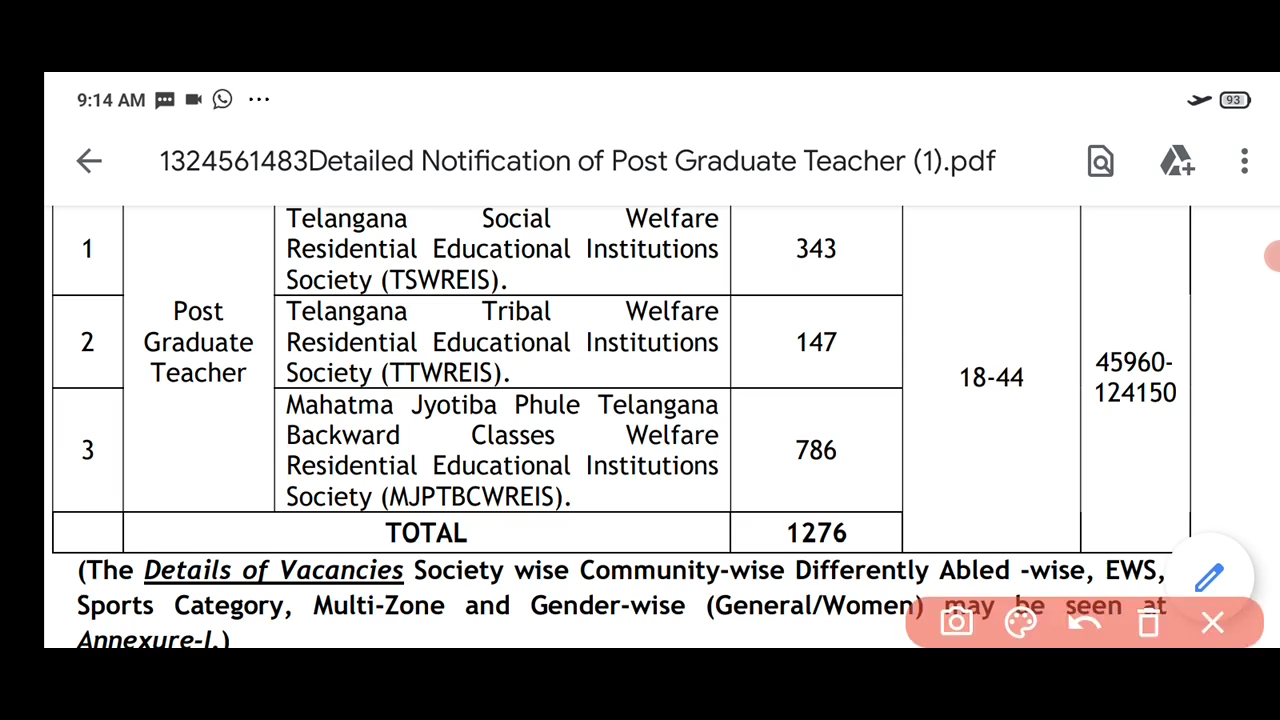 9:14 AM ...
93
1324561483Detailed Notification of Post Graduate Teacher (1).pdf
1
Post Graduate Teacher
Telangana Social Welfare
Residential Educational Institutions
Society (TSWREIS).
343
18-44
45960-
124150
2
Telangana Tribal Welfare
Residential Educational Institutions
Society (TTWREIS).
147
3
Mahatma Jyotiba Phule Telangana
Backward Classes Welfare
Residential Educational Institutions
Society (MJPTBCWREIS).
786
TOTAL 1276
(The Details of Vacancies Society wise Community-wise Differently Abled -wise, EWS,
Sports Category, Multi-Zone and Gender-wise (General/Women) may be seen at
Annexure-I.)